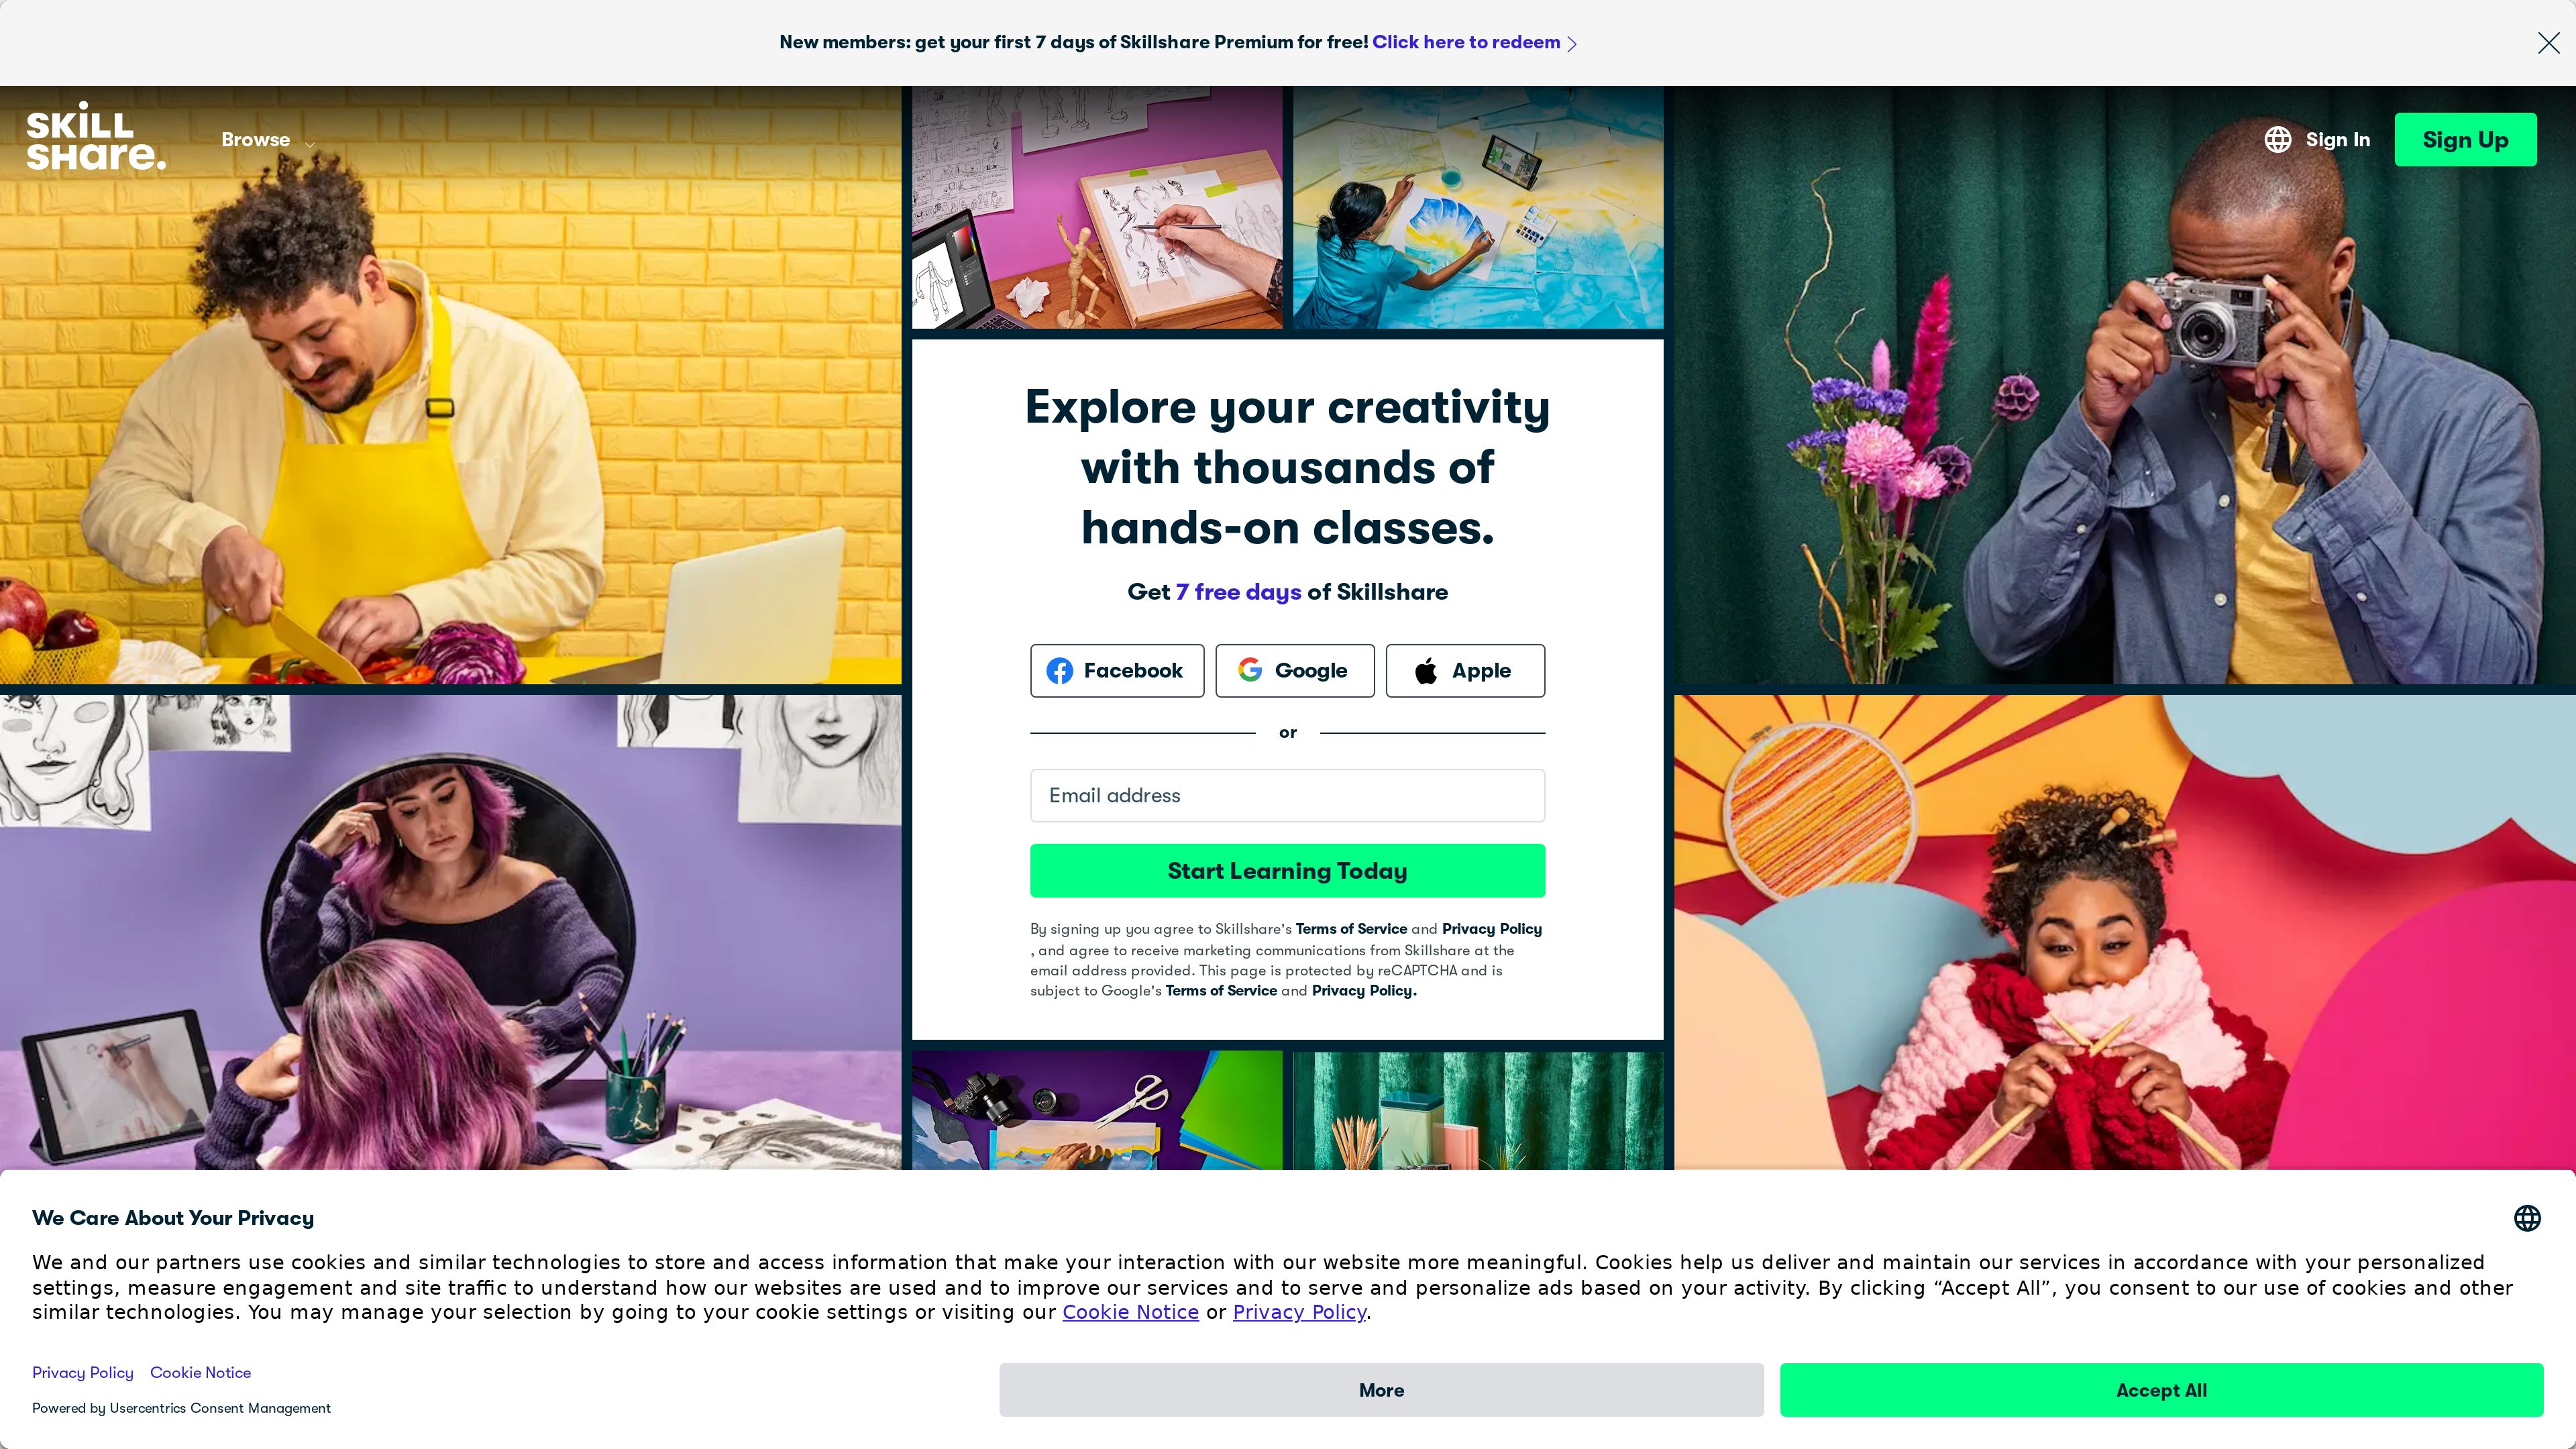 New members: get your first 7 days of Skillshare Premium for free! Click here to redeem
SKILL
SHare.
Browse
Sign In
Sign Up
Explore your creativity
with thousands of
hands-on classes.
Get 7 free days of Skillshare
Facebook
Google
Apple
or
Email address
Start Learning Today
By signing up you agree to Skillshare's Terms of Service and Privacy Policy
, and agree to receive marketing communications from Skillshare at the
email address provided. This page is protected by reCAPTCHA and is
subject to Google's Terms of Service and Privacy Policy.
We Care About Your Privacy
We and our partners use cookies and similar technologies to store and access information that make your interaction with our website more meaningful. Cookies help us deliver and maintain our services in accordance with your personalized
settings, measure engagement and site traffic to understand how our websites are used and to improve our services and to serve and personalize ads based on your activity. By clicking “Accept All”, you consent to our use of cookies and other
similar technologies. You may manage your selection by going to your cookie settings or visiting our Cookie Notice or Privacy Policy.
Privacy Policy
Cookie Notice
More
Accept All
Powered by Usercentrics Consent Management